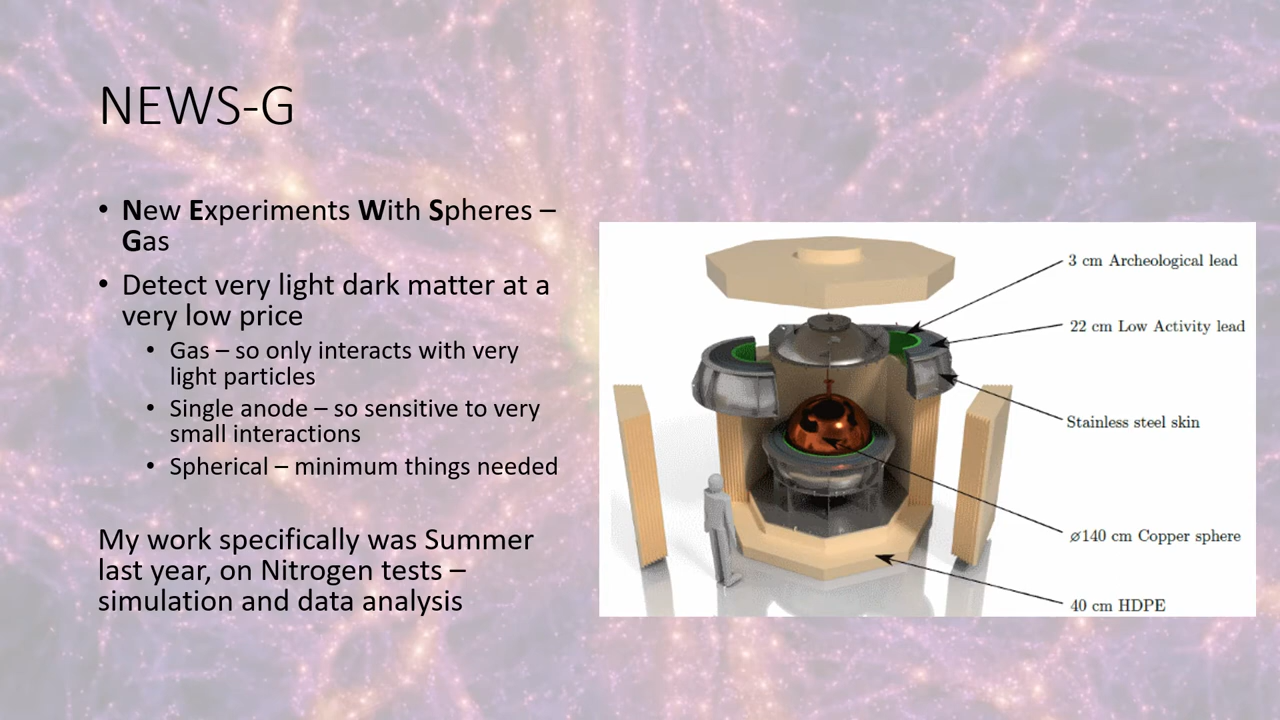 NEWS-G
• New Experiments With Spheres –
Gas
• Detect very light dark matter at a
very low price
• Gas – so only interacts with very
light particles
• Single anode – so sensitive to very
small interactions
• Spherical – minimum things needed
My work specifically was Summer
last year, on Nitrogen tests –
simulation and data analysis
3 cm Archeological lead
22 cm Low Activity lead
Stainless steel skin
⌀140 cm Copper sphere
40 cm HDPE